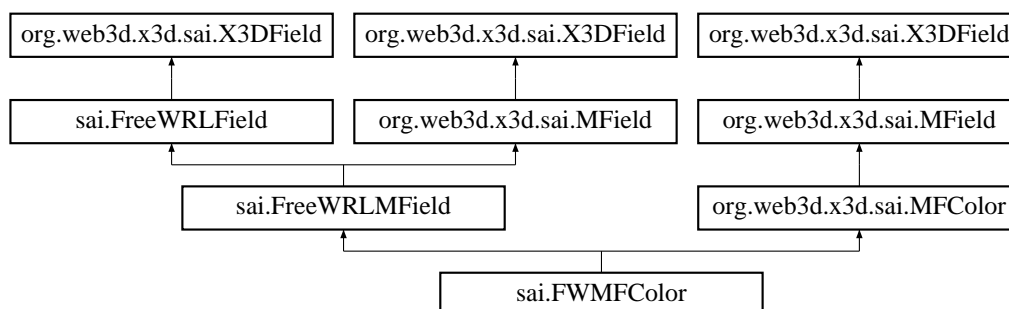 org.web3d.x3d.sai.X3DField org.web3d.x3d.sai.X3DField org.web3d.x3d.sai.X3DField
sai.FreeWRLField org.web3d.x3d.sai.MField org.web3d.x3d.sai.MField
sai.FreeWRLMField org.web3d.x3d.sai.MFColor
sai.FWMFColor